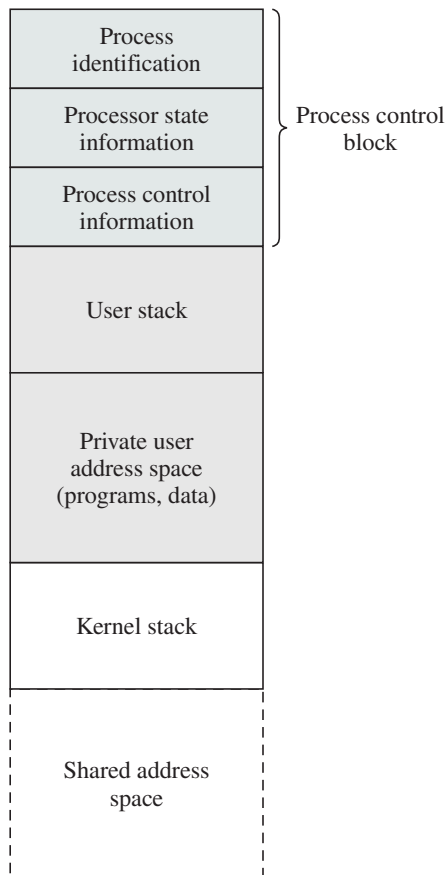 Process
identification
Processor state
information
Process control
information
Process control
block
User stack
Private user
address space
(programs, data)
Kernel stack
Shared address
space